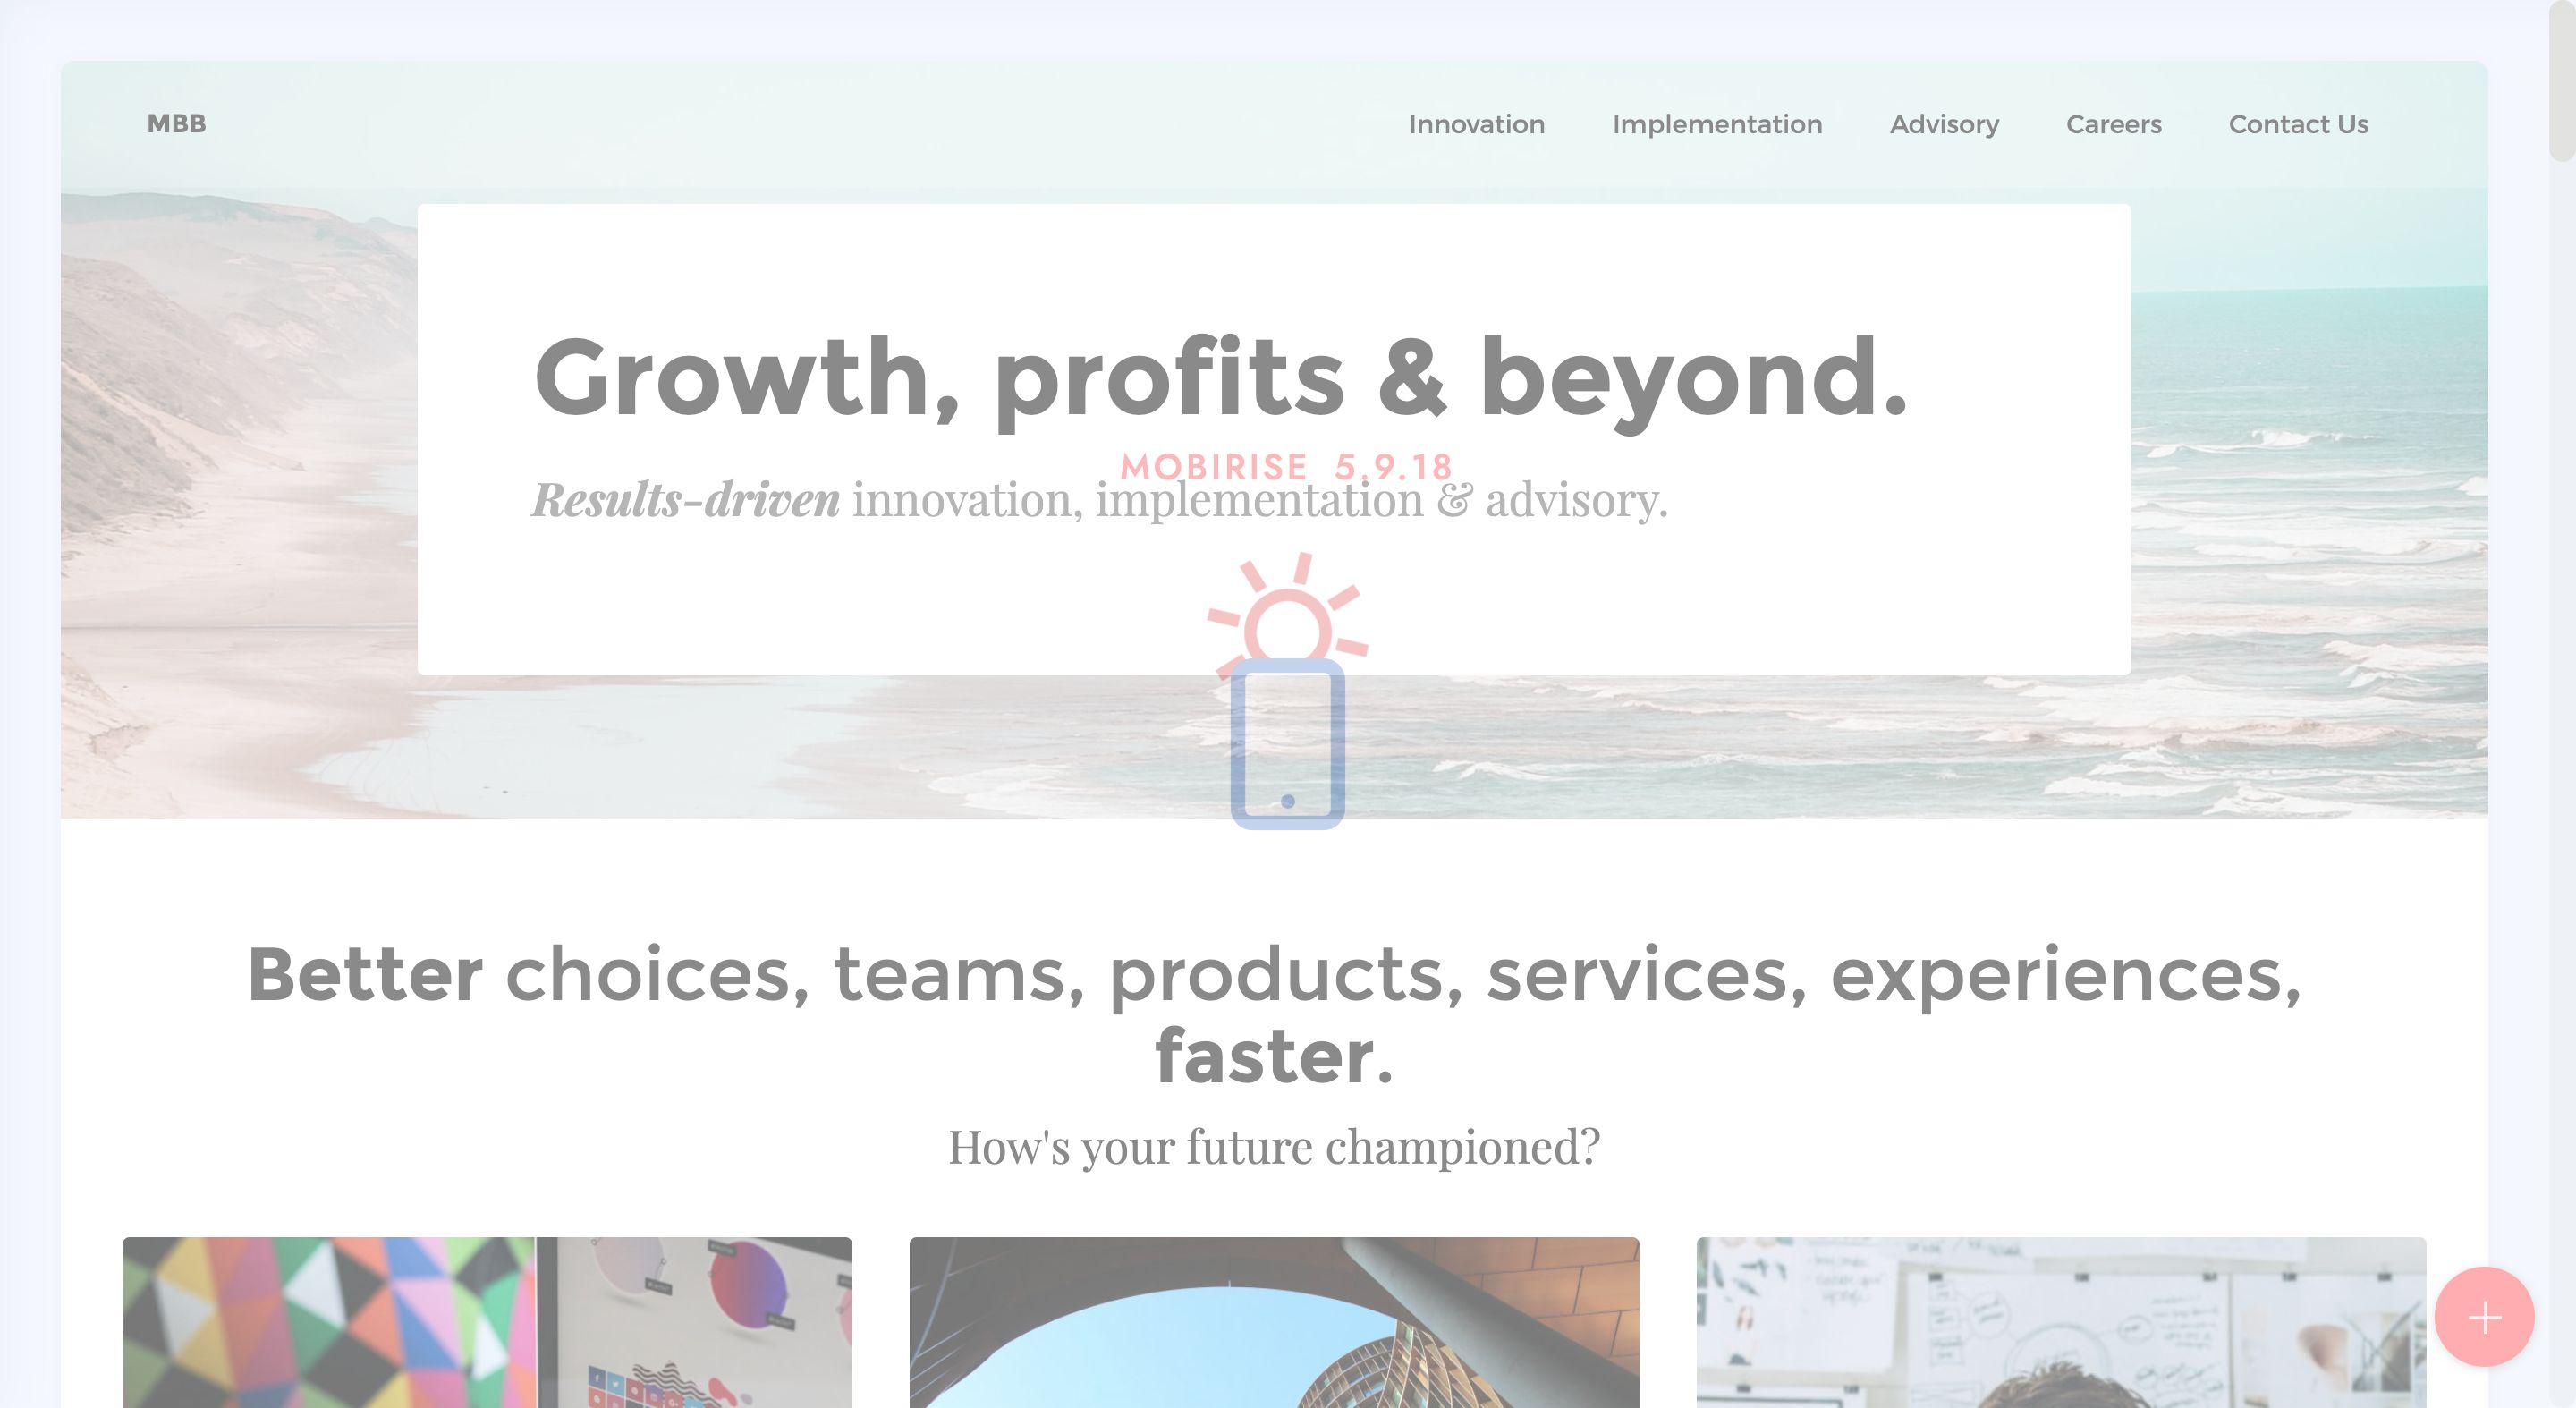 MBB
Innovation
Implementation
Advisory
Careers
Contact Us
Growth, profits & beyond.
MOBIRISE 5.9.18
Results-driven innovation, implementation & advisory.
Better choices, teams, products, services, experiences,
faster.
How's your future championed?